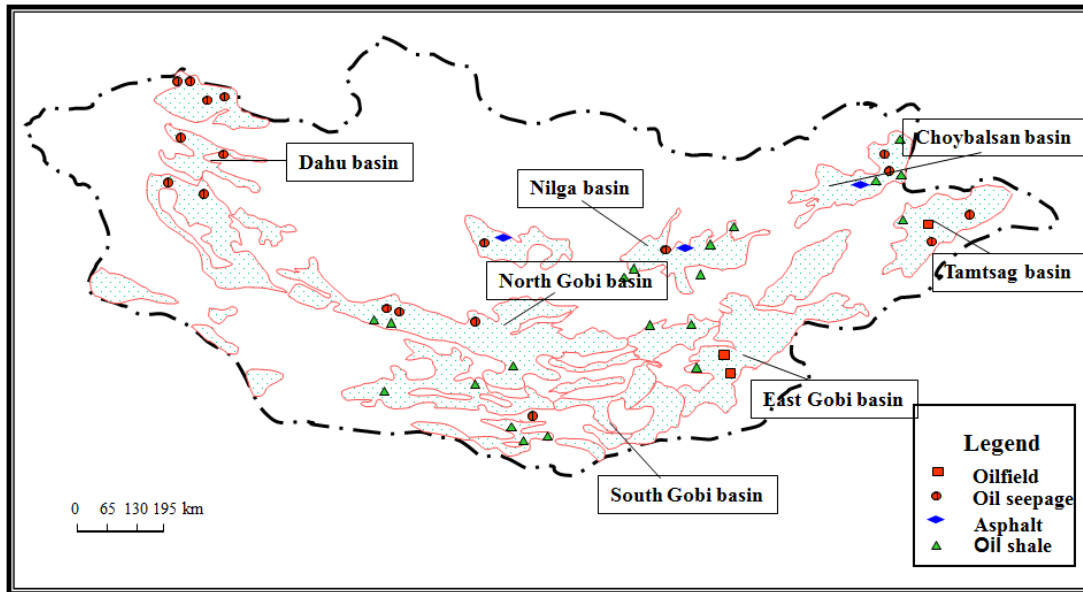 Choybalsan basin
Dahu basin
Nilga basin
North Gobi basin
Tamtsag basin
East Gobi basin
South Gobi basin
0 65 130 195 km
Legend
Oilfield
Oil seepage
Asphalt
Oil shale